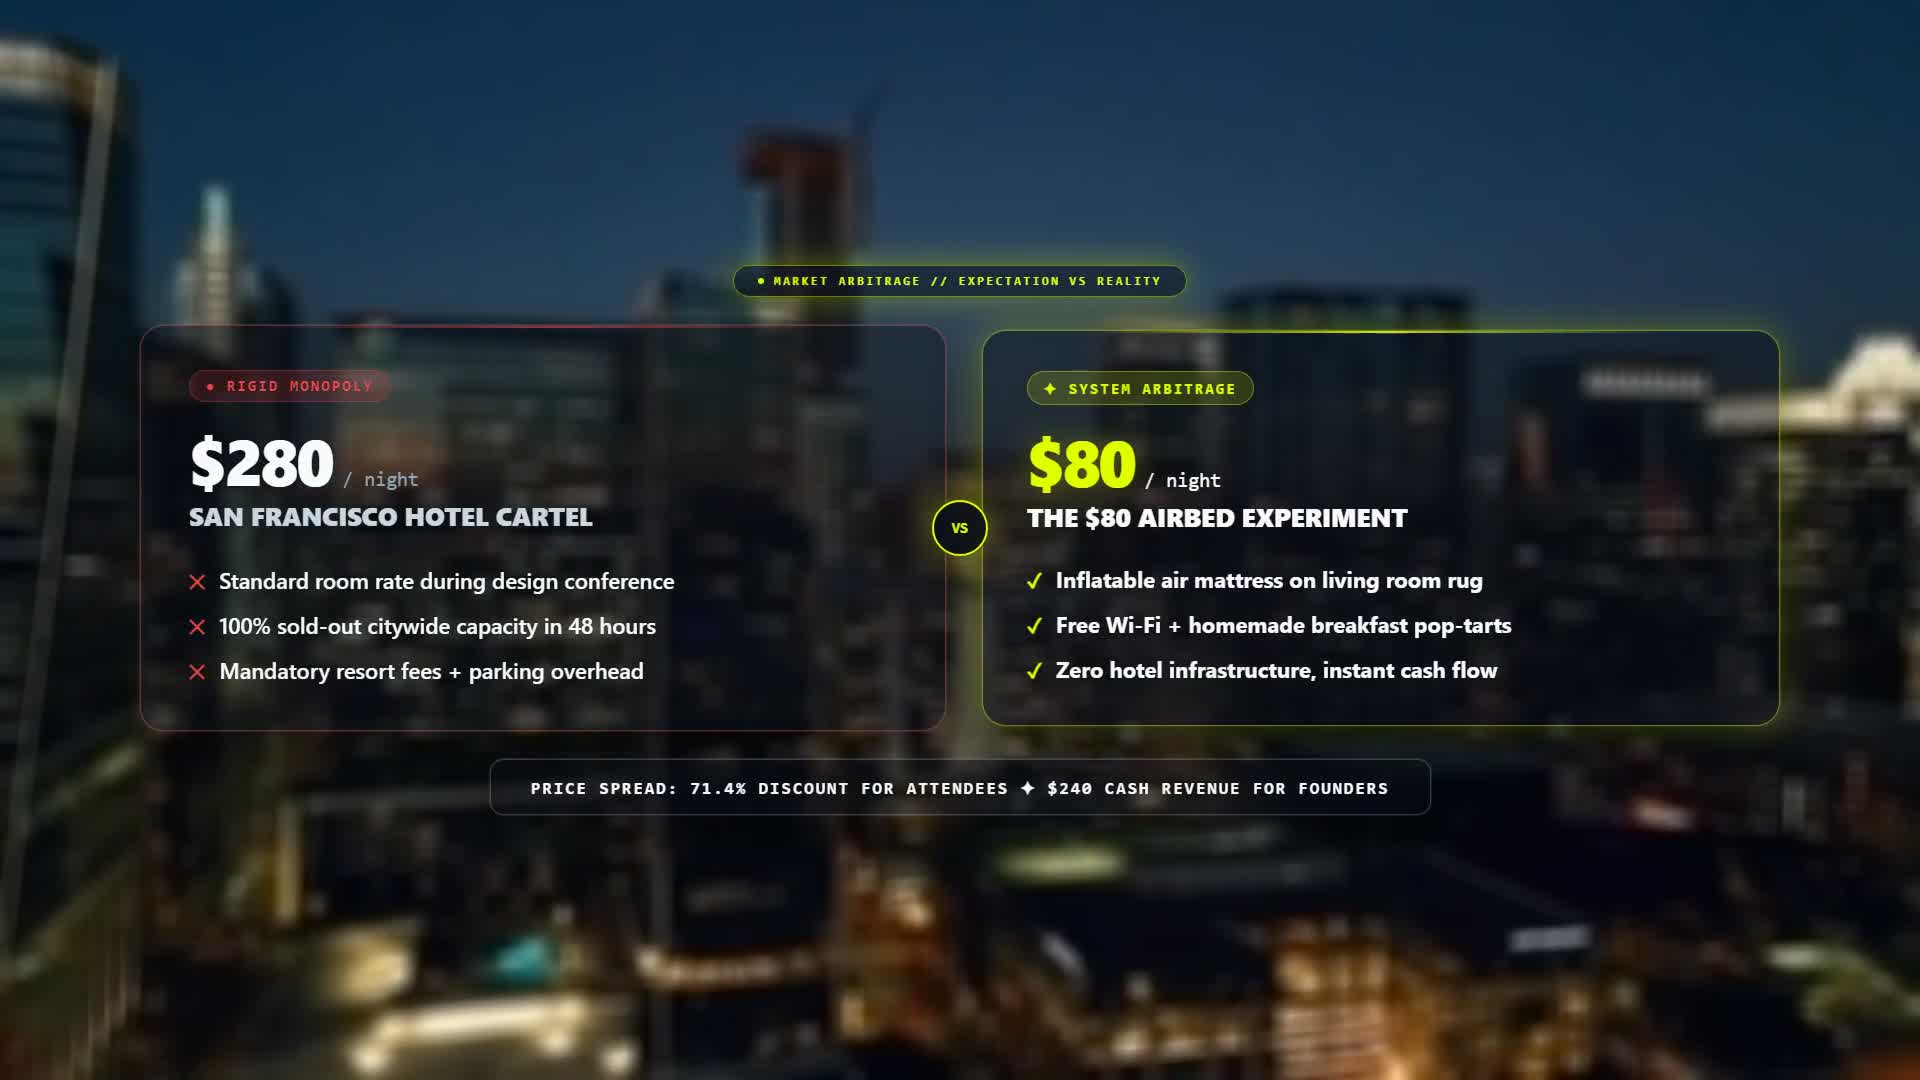 • MARKET ARBITRAGE // EXPECTATION VS REALITY
• RIGID MONOPOLY
$280 / night
SAN FRANCISCO HOTEL CARTEL
✕ Standard room rate during design conference
✕ 100% sold-out citywide capacity in 48 hours
✕ Mandatory resort fees + parking overhead
VS
✦ SYSTEM ARBITRAGE
$80 / night
THE $80 AIRBED EXPERIMENT
✓ Inflatable air mattress on living room rug
✓ Free Wi-Fi + homemade breakfast pop-tarts
✓ Zero hotel infrastructure, instant cash flow
PRICE SPREAD: 71.4% DISCOUNT FOR ATTENDEES ✦ $240 CASH REVENUE FOR FOUNDERS